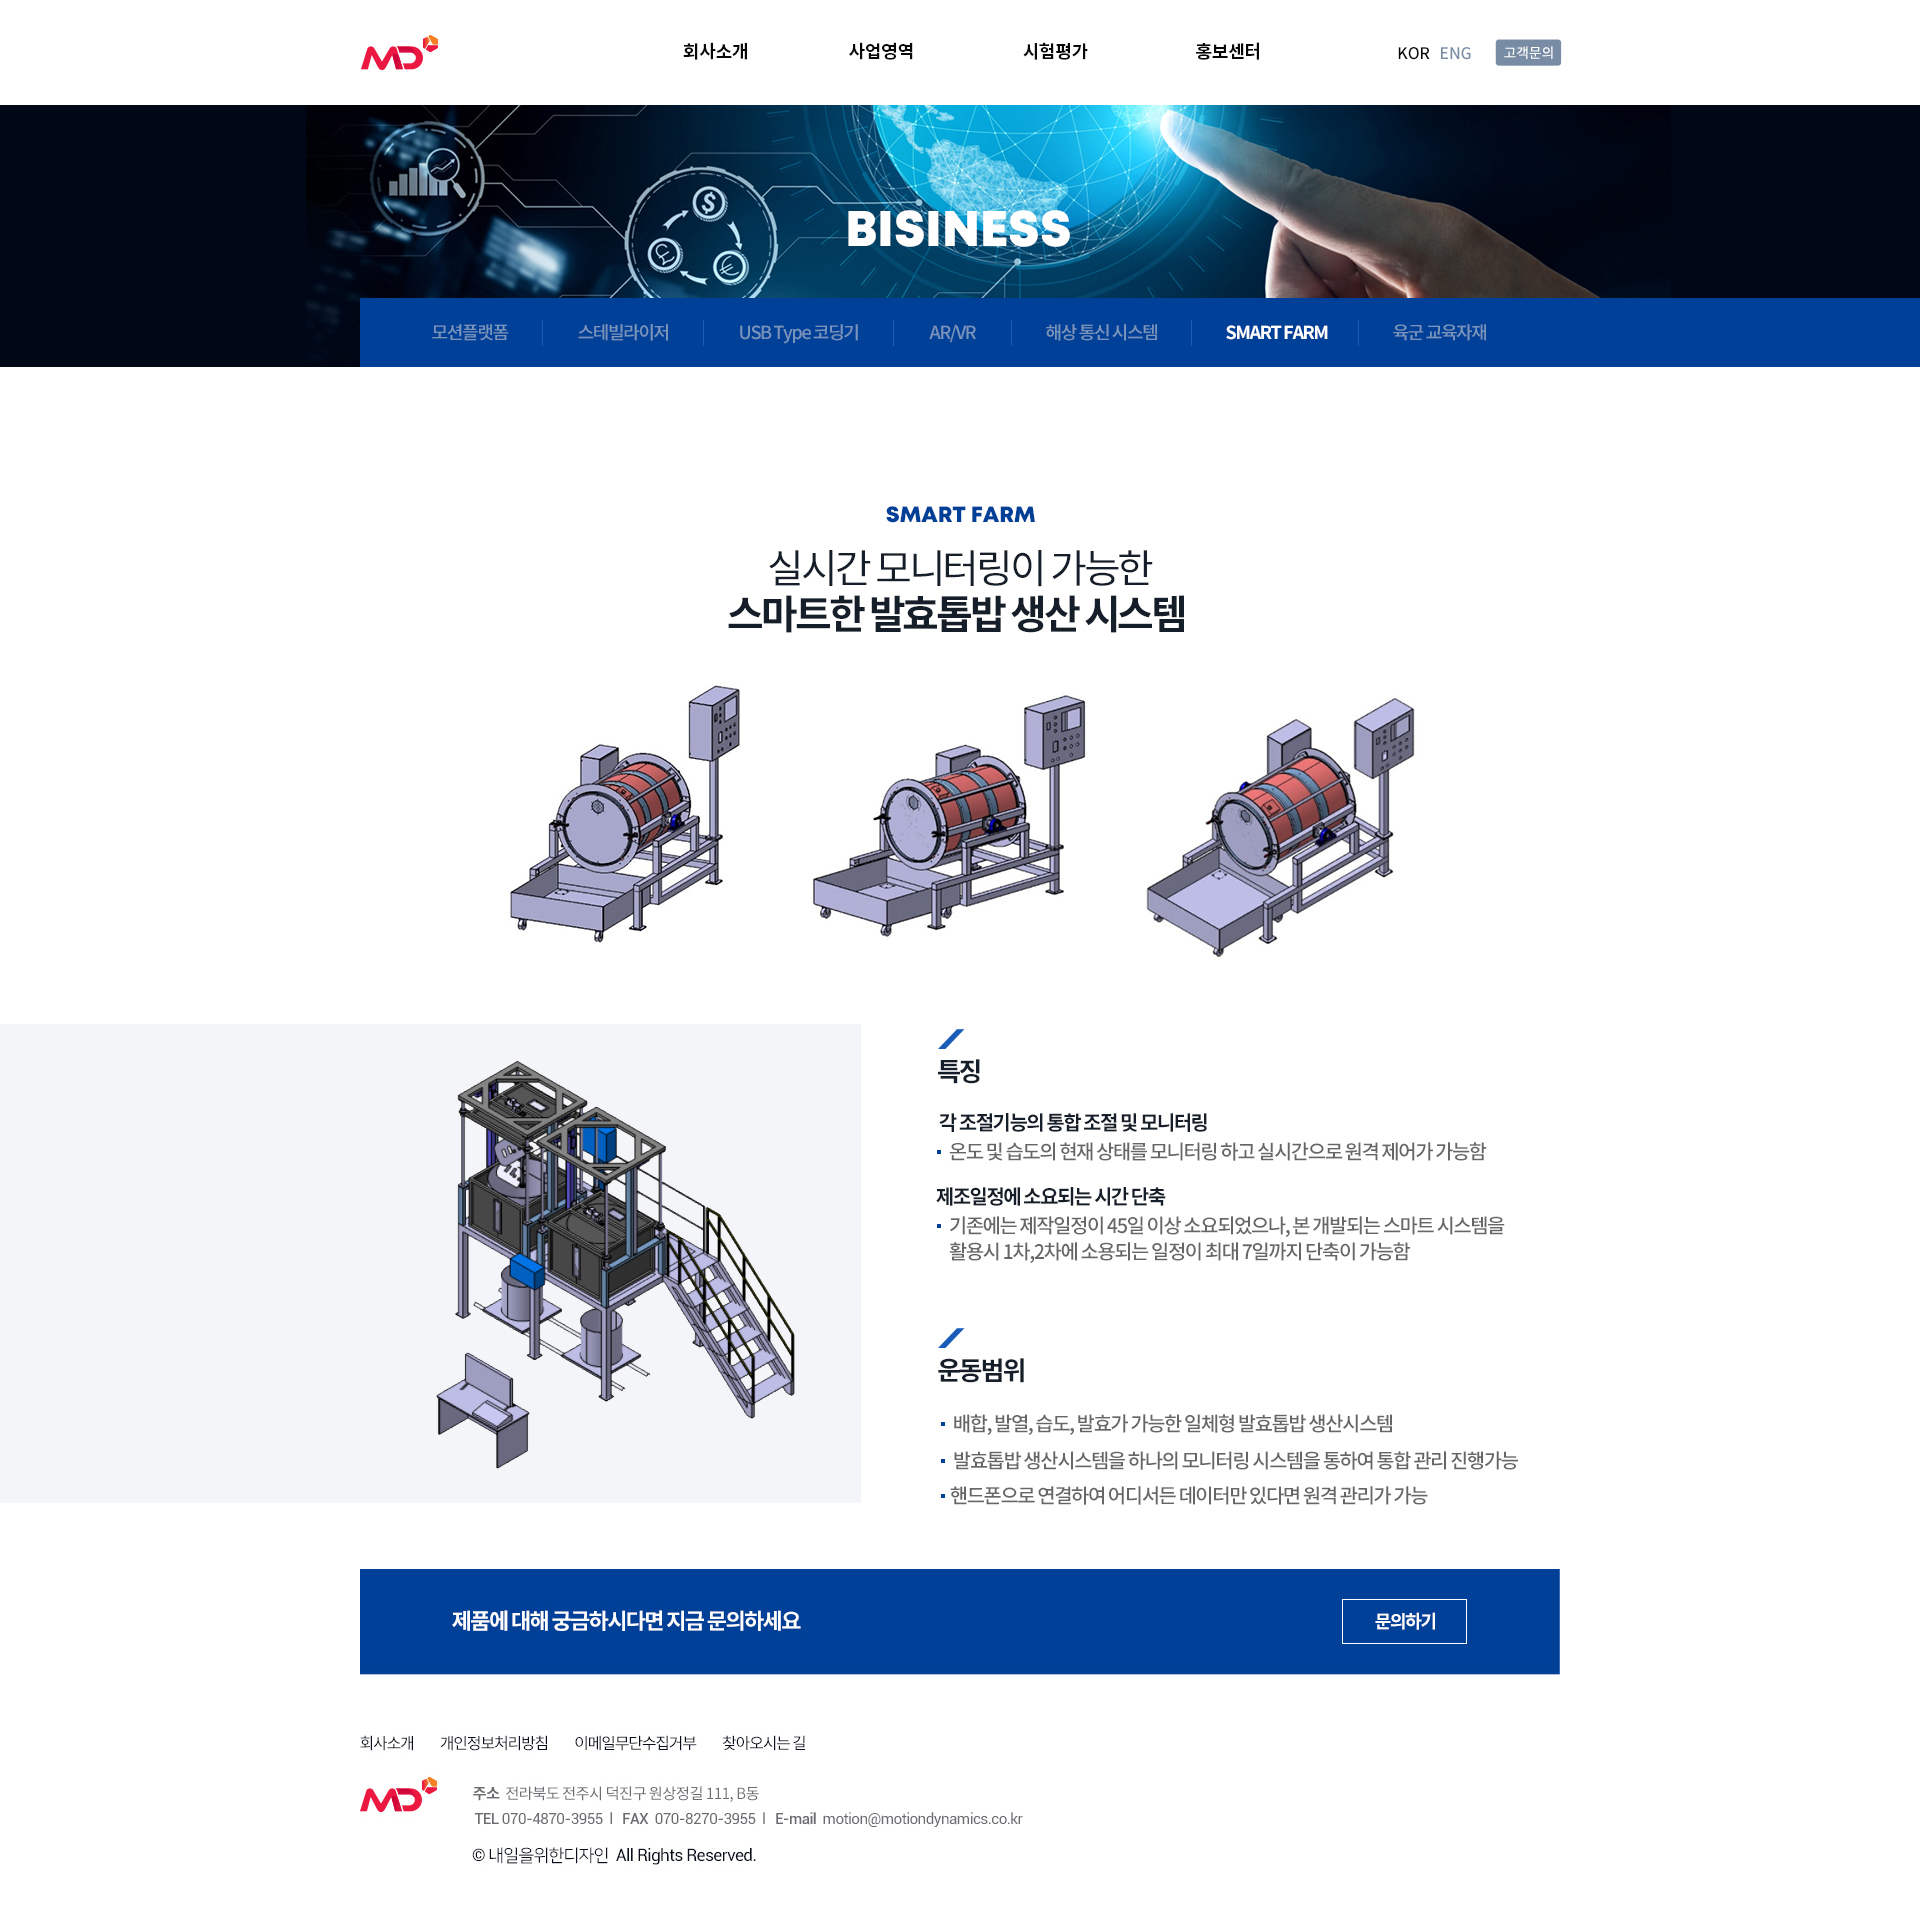 MD
회사소개 사업영역 시험평가 홍보센터 KOR ENG 고객문의
BISINESS
모션플랫폼 스테빌라이저 USB Type 코딩기 AR/VR 해상 통신 시스템 SMART FARM 육군 교육자재
SMART FARM
실시간 모니터링이 가능한
스마트한 발효톱밥 생산 시스템
특징
각 조절기능의 통합 조절 및 모니터링
온도 및 습도의 현재 상태를 모니터링 하고 실시간으로 원격 제어가 가능함
제조일정에 소요되는 시간 단축
기존에는 제작일정이 45일 이상 소요되었으나, 본 개발되는 스마트 시스템을
활용시 1차,2차에 소용되는 일정이 최대 7일까지 단축이 가능함
운동범위
배합, 발열, 습도, 발효가 가능한 일체형 발효톱밥 생산시스템
발효톱밥 생산시스템을 하나의 모니터링 시스템을 통하여 통합 관리 진행가능
핸드폰으로 연결하여 어디서든 데이터만 있다면 원격 관리가 가능
제품에 대해 궁금하시다면 지금 문의하세요 문의하기
회사소개 개인정보처리방침 이메일무단수집거부 찾아오시는 길
MD
주소 전라북도 전주시 덕진구 원상정길 111, B동
TEL 070-4870-3955 | FAX 070-8270-3955 | E-mail motion@motiondynamics.co.kr
© 내일을위한디자인 All Rights Reserved.